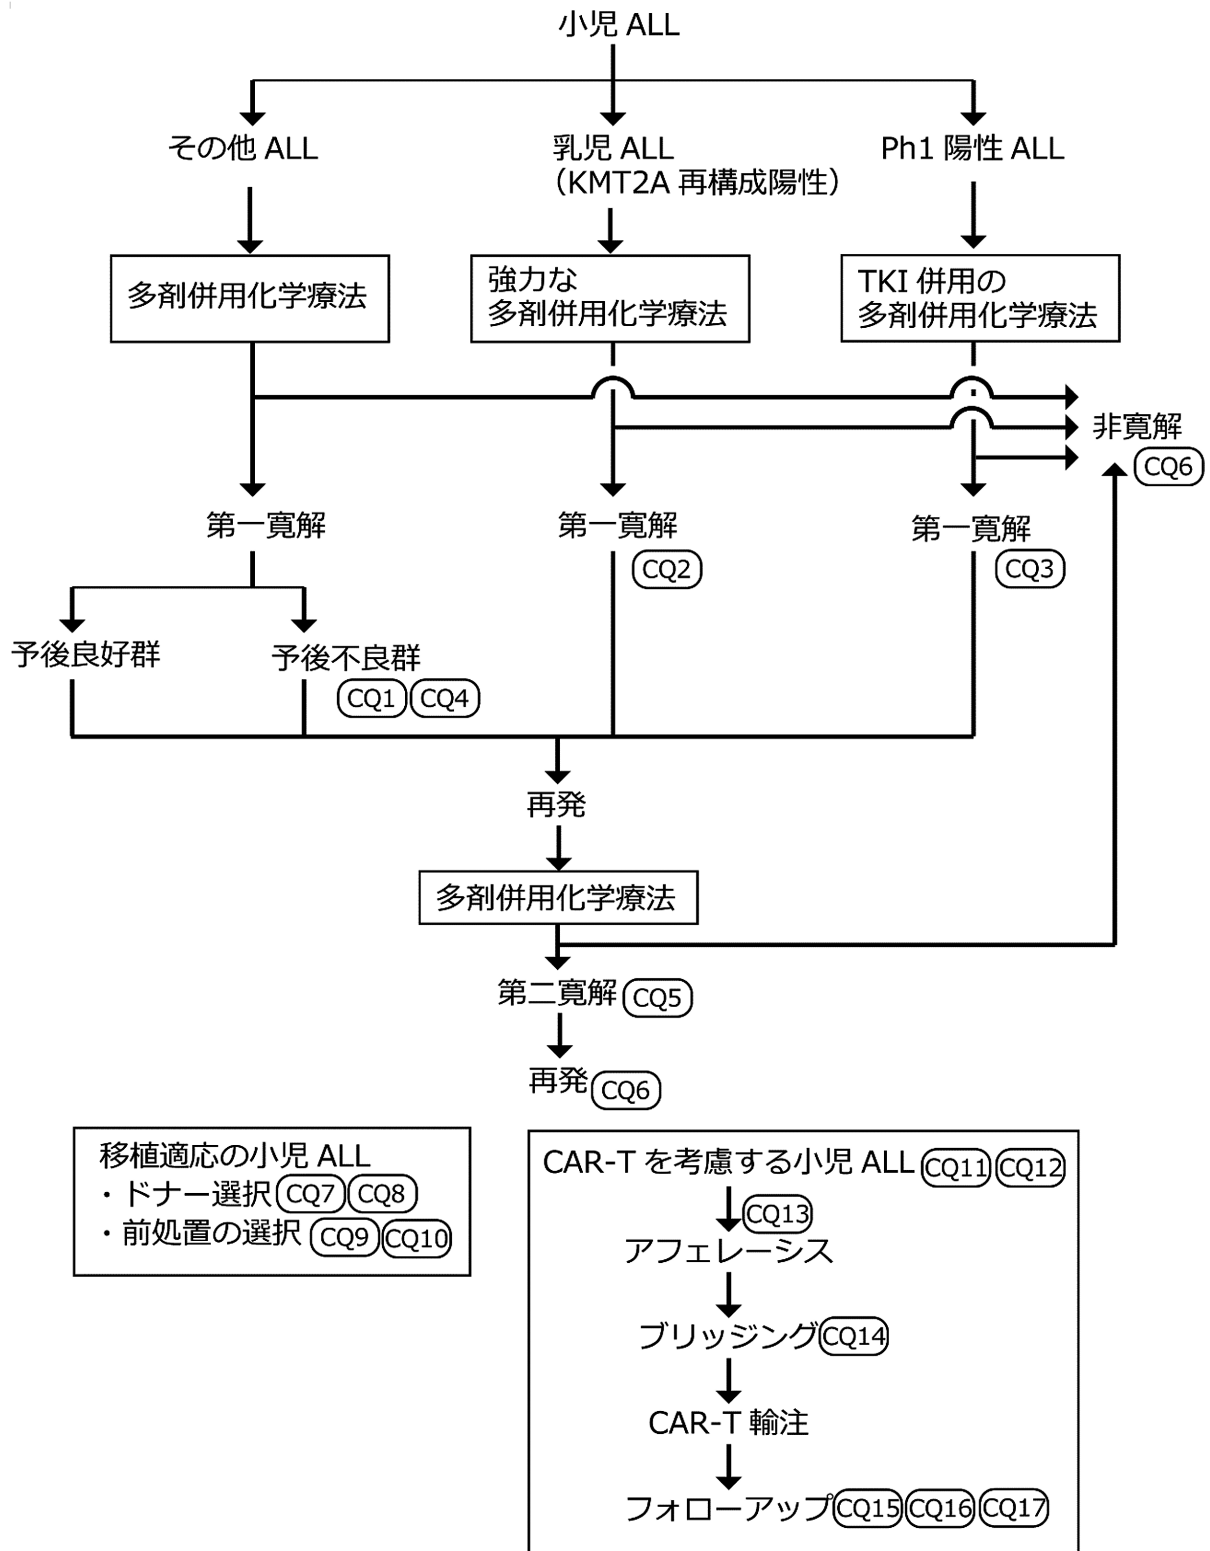 小児 ALL
その他 ALL
乳児 ALL
（KMT2A 再構成陽性）
Ph1 陽性 ALL
多剤併用化学療法
強力な
多剤併用化学療法
TKI 併用の
多剤併用化学療法
非寛解
CQ6
第一寛解
第一寛解
CQ2
第一寛解
CQ3
予後良好群
予後不良群
CQ1 CQ4
再発
多剤併用化学療法
第二寛解 CQ5
再発 CQ6
移植適応の小児 ALL
・ドナー選択 CQ7 CQ8
・前処置の選択 CQ9 CQ10
CAR-T を考慮する小児 ALL CQ11 CQ12
CQ13
アフェレーシス
ブリッジング CQ14
CAR-T 輸注
フォローアップ CQ15 CQ16 CQ17